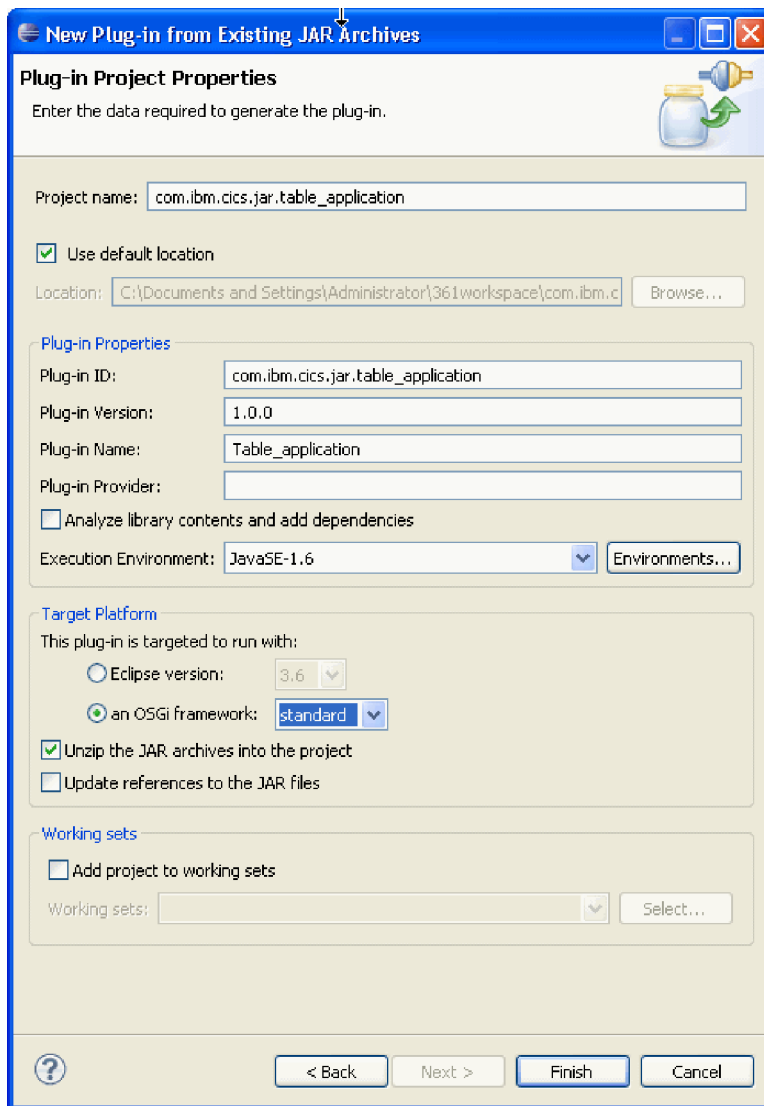 New Plug-in from Existing JAR Archives
Plug-in Project Properties
Enter the data required to generate the plug-in.
Project name: com.ibm.cics.jar.table_application
Use default location
Location: C:\Documents and Settings\Administrator\361workspace\com.ibm.c Browse...
Plug-in Properties
Plug-in ID: com.ibm.cics.jar.table_application
Plug-in Version: 1.0.0
Plug-in Name: Table_application
Plug-in Provider:
Analyze library contents and add dependencies
Execution Environment: JavaSE-1.6 Environments...
Target Platform
This plug-in is targeted to run with:
Eclipse version: 3.6
an OSGi framework: standard
Unzip the JAR archives into the project
Update references to the JAR files
Working sets
Add project to working sets
Working sets: Select...
? < Back Next > Finish Cancel